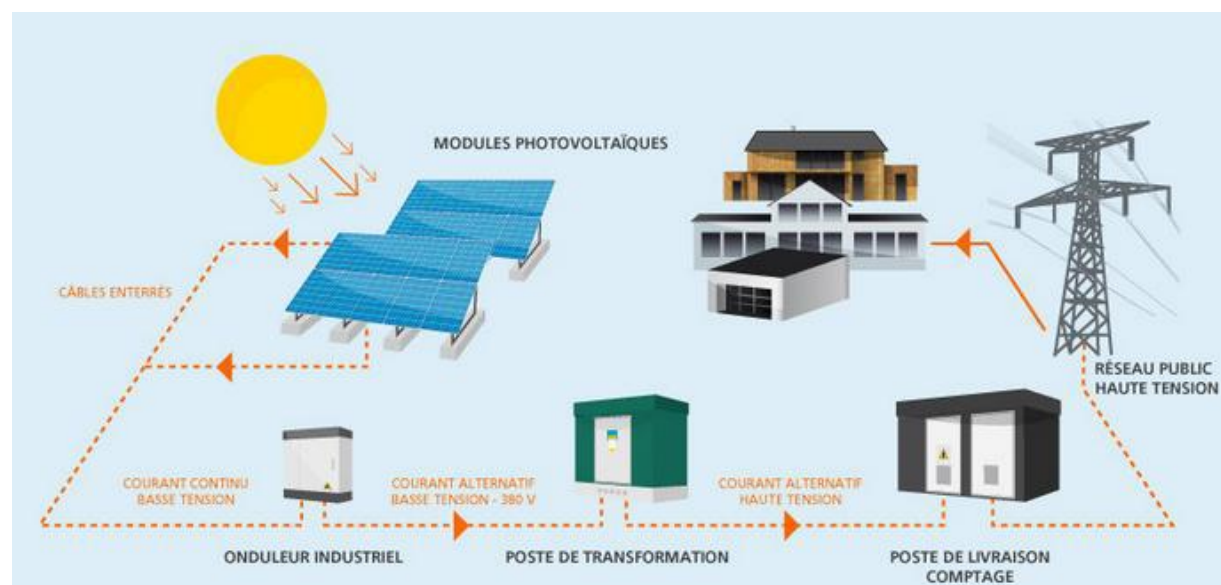 MODULES PHOTOVOLTAÏQUES
CÂBLES ENTERRÉS
RÉSEAU PUBLIC
HAUTE TENSION
COURANT CONTINU
BASSE TENSION
COURANT ALTERNATIF
BASSE TENSION - 380 V
COURANT ALTERNATIF
HAUTE TENSION
ONDULEUR INDUSTRIEL
POSTE DE TRANSFORMATION
POSTE DE LIVRAISON
COMPTAGE